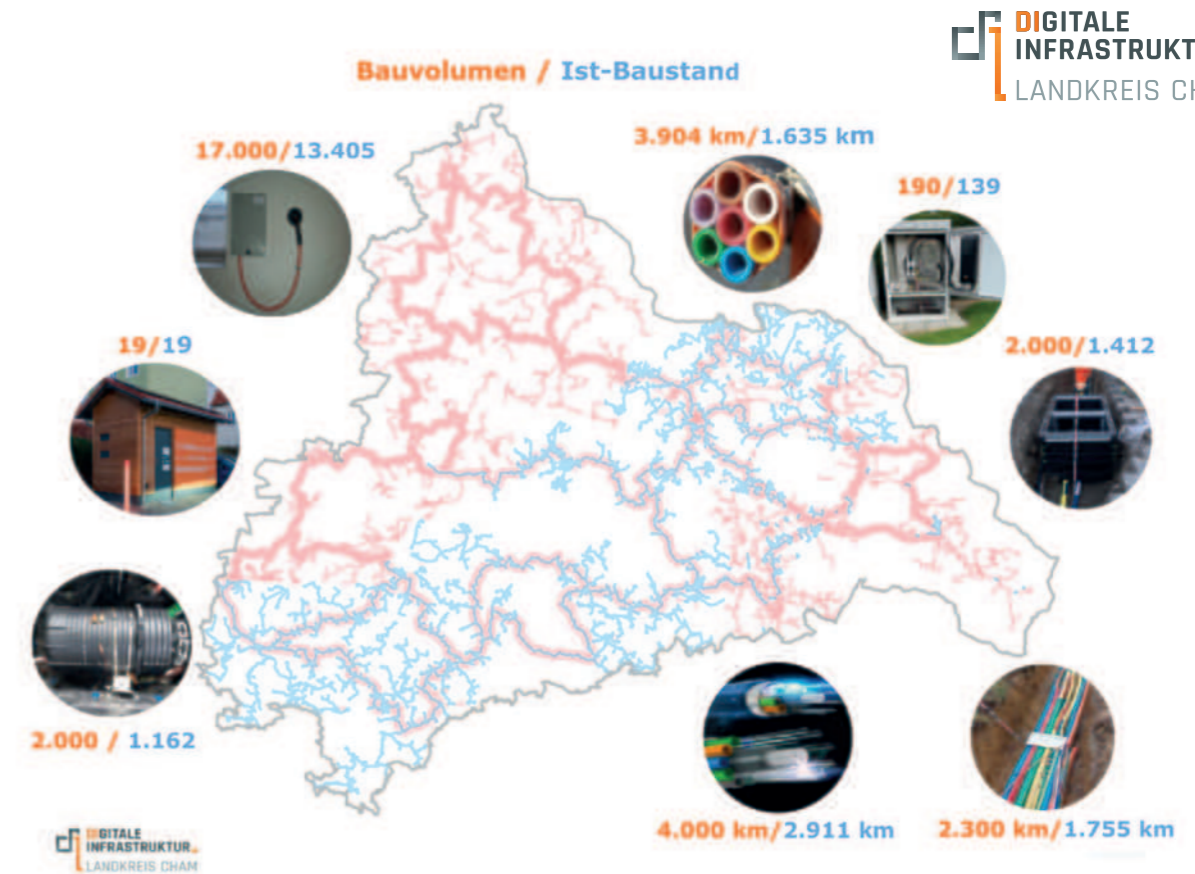 DIGITALE
INFRASTRUKT
LANDKREIS CH
Bauvolumen / Ist-Baustand
17.000/13.405
3.904 km/1.635 km
190/139
19/19
2.000/1.412
2.000 / 1.162
4.000 km/2.911 km
2.300 km/1.755 km
DIGITALE
INFRASTRUKTUR
LANDKREIS CHAM